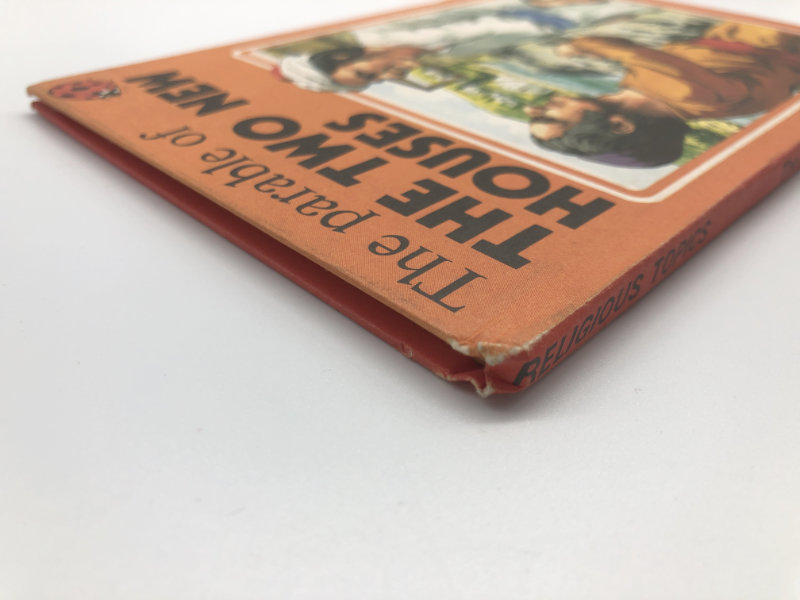 The parable of
THE TWO NEW
HOUSES
RELIGIOUS TOPICS